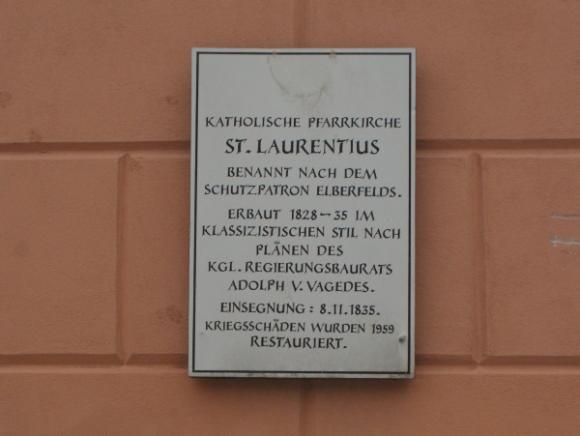 KATHOLISCHE PFARRKIRCHE
ST. LAURENTIUS
BENANNT NACH DEM
SCHUTZPATRON ELBERFELDS.
ERBAUT 1828-35 IM
KLASSIZISTISCHEN STIL NACH
PLÄNEN DES
KGL. REGIERUNGSBAURATS
ADOLPH V. VAGEDES.
EINSEGNUNG: 8.11.1835.
KRIEGSSCHÄDEN WURDEN 1959
RESTAURIERT.